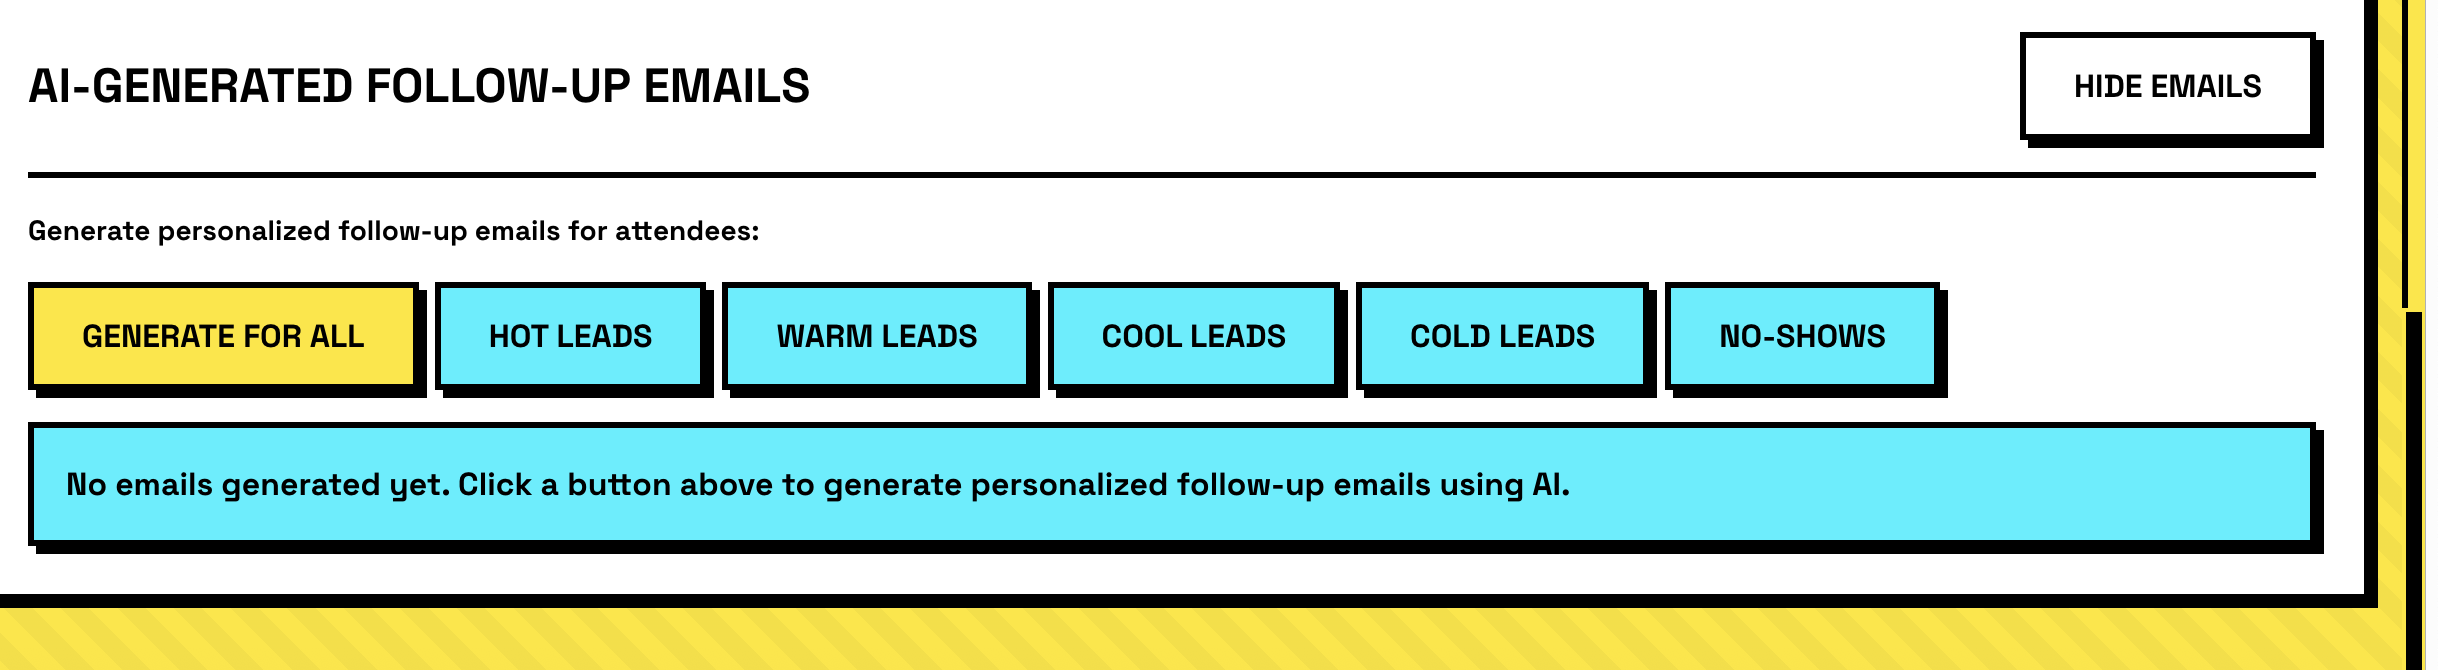 AI-GENERATED FOLLOW-UP EMAILS
HIDE EMAILS
Generate personalized follow-up emails for attendees:
GENERATE FOR ALL
HOT LEADS
WARM LEADS
COOL LEADS
COLD LEADS
NO-SHOWS
No emails generated yet. Click a button above to generate personalized follow-up emails using AI.